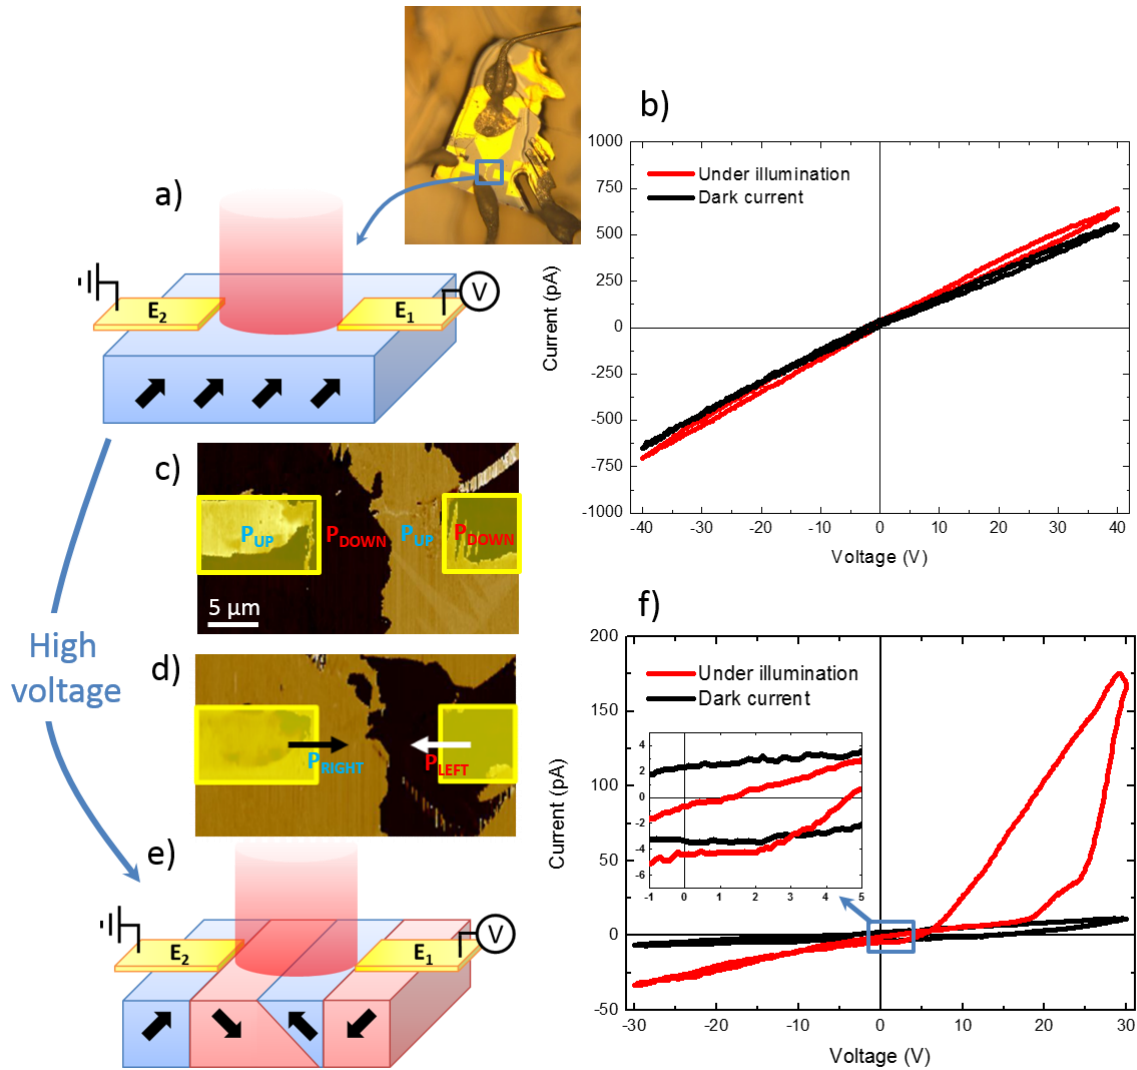 a)
E2
E1
V
b)
1000
750
500
250
0
-250
-500
-750
-1000
Under illumination
Dark current
Current (pA)
-40 -30 -20 -10 0 10 20 30 40
Voltage (V)
c)
PUP
PDOWN
PUP
PDOWN
5 µm
High
voltage
d)
PRIGHT
PLEFT
e)
E2
E1
V
f)
200
150
100
50
0
-50
Under illumination
Dark current
4
2
0
-2
-4
-6
-1 0 1 2 3 4 5
Current (pA)
-30 -20 -10 0 10 20 30
Voltage (V)